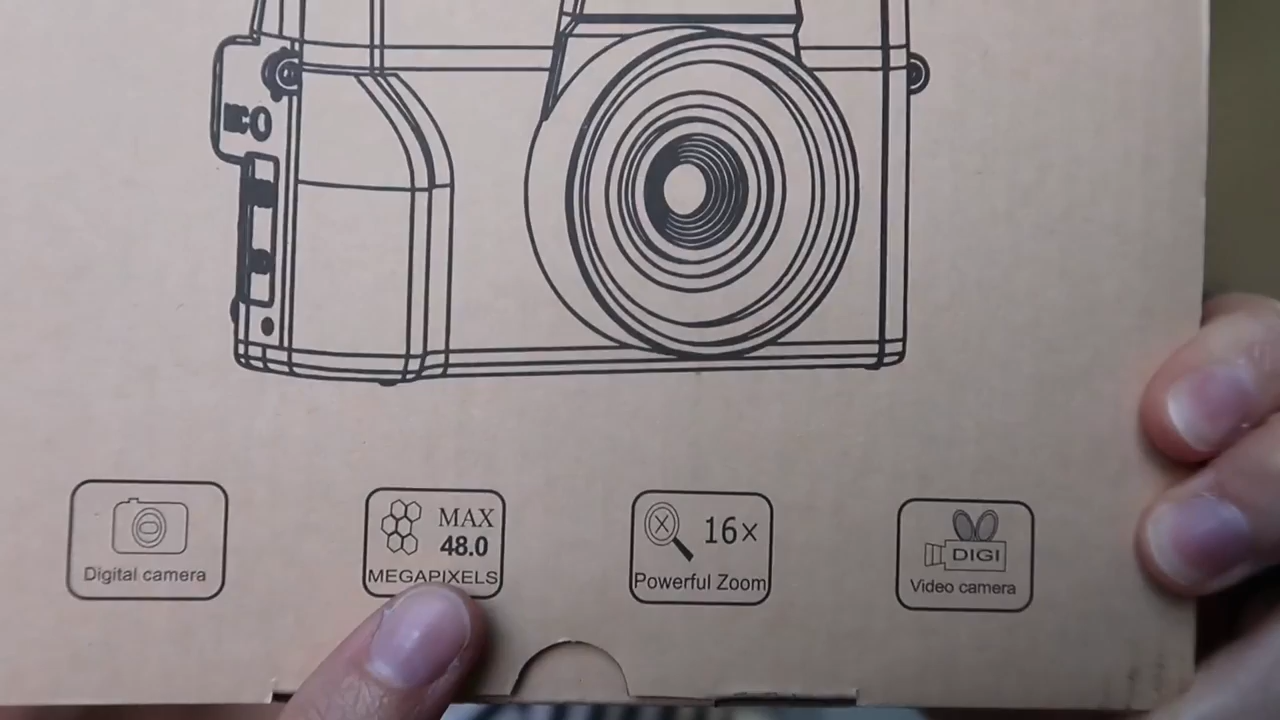 Digital camera
MAX
48.0
MEGAPIXELS
16×
Powerful Zoom
DIGI
Video camera